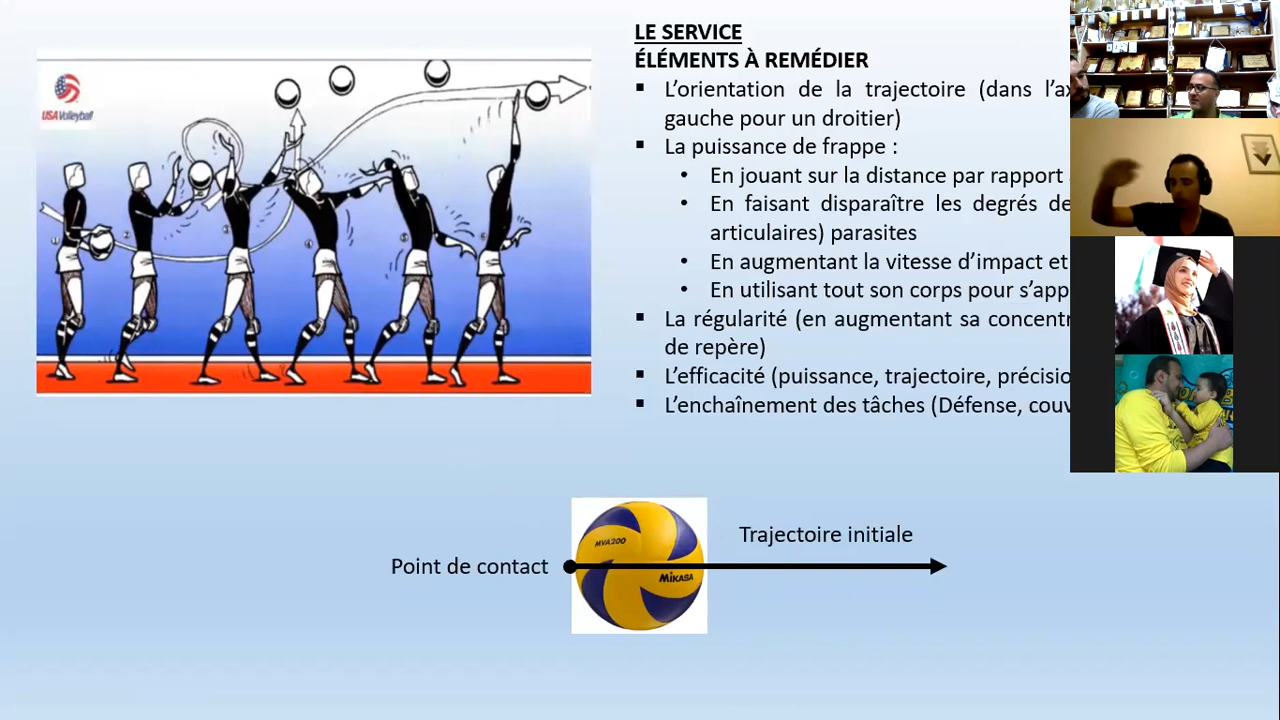 LE SERVICE
ÉLÉMENTS À REMÉDIER
▪ L'orientation de la trajectoire (dans l'ax
gauche pour un droitier)
▪ La puissance de frappe :
• En jouant sur la distance par rapport
• En faisant disparaître les degrés de
articulaires) parasites
• En augmentant la vitesse d'impact et
• En utilisant tout son corps pour s'app
▪ La régularité (en augmentant sa concentr
de repère)
▪ L'efficacité (puissance, trajectoire, précisio
▪ L'enchaînement des tâches (Défense, couv
USA Volleyball
Trajectoire initiale
Point de contact
MVA200
MIKASA